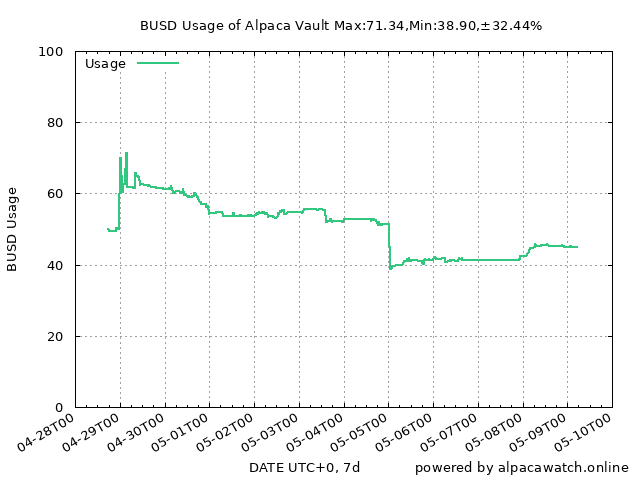 BUSD Usage of Alpaca Vault Max:71.34,Min:38.90,±32.44%
Usage
100
80
60
40
20
0
BUSD Usage
04-28T00 04-29T00 04-30T00 05-01T00 05-02T00 05-03T00 05-04T00 05-05T00 05-06T00 05-07T00 05-08T00 05-09T00 05-10T00
DATE UTC+0, 7d
powered by alpacawatch.online